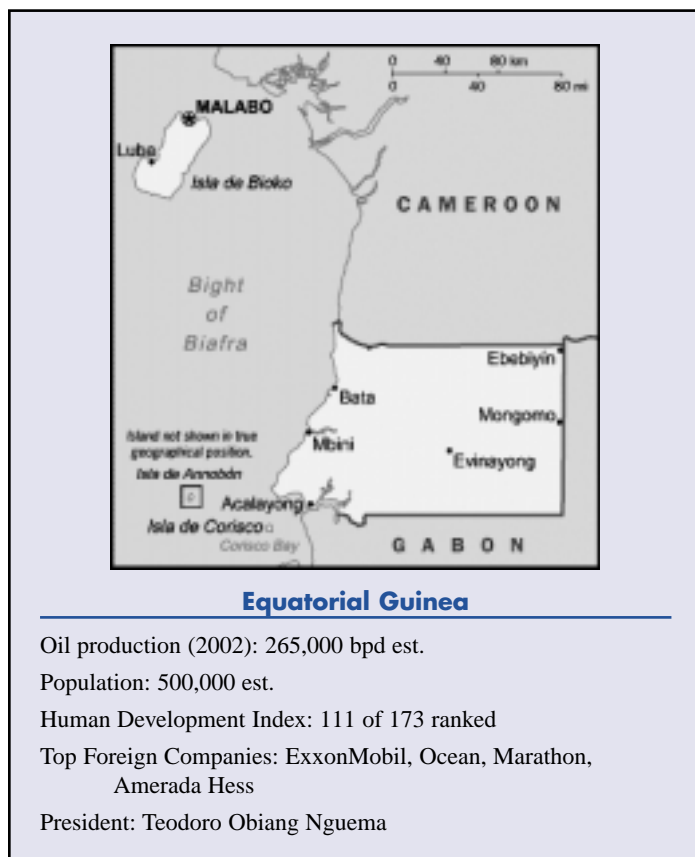 0 40 80 km
0 40 80 mi
MALABO
Luba
Isla de Bioko
CAMEROON
Bight
of
Biafra
Ebebiyin
Bata
Mongomo
Island not shown in true
geographical position.
Mbini
Evinayong
Isla de Annobón
Acalayong
Isla de Corisco
Corisco Bay
GABON
Equatorial Guinea
Oil production (2002): 265,000 bpd est.
Population: 500,000 est.
Human Development Index: 111 of 173 ranked
Top Foreign Companies: ExxonMobil, Ocean, Marathon,
Amerada Hess
President: Teodoro Obiang Nguema